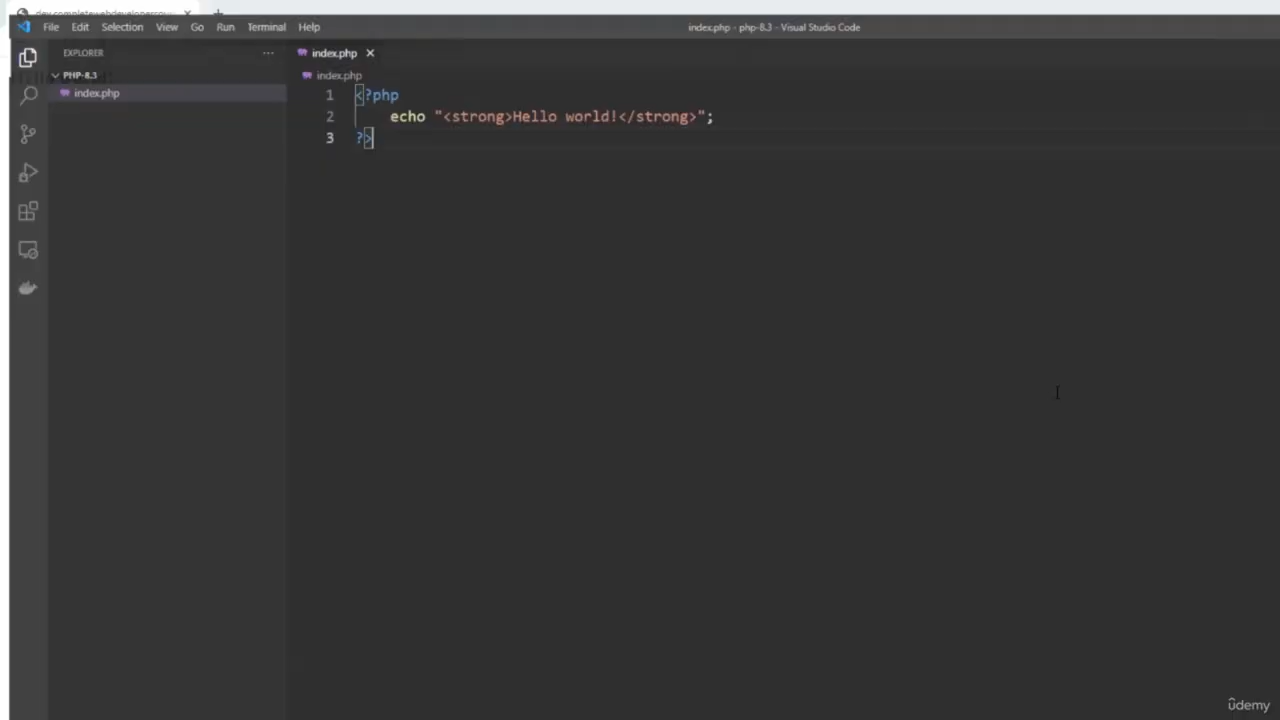 File Edit Selection View Go Run Terminal Help
index.php - php-8.3 - Visual Studio Code
EXPLORER
PHP-8.3
index.php
index.php
index.php
1 <?php
2 echo "<strong>Hello world!</strong>";
3 ?>
ûdemy